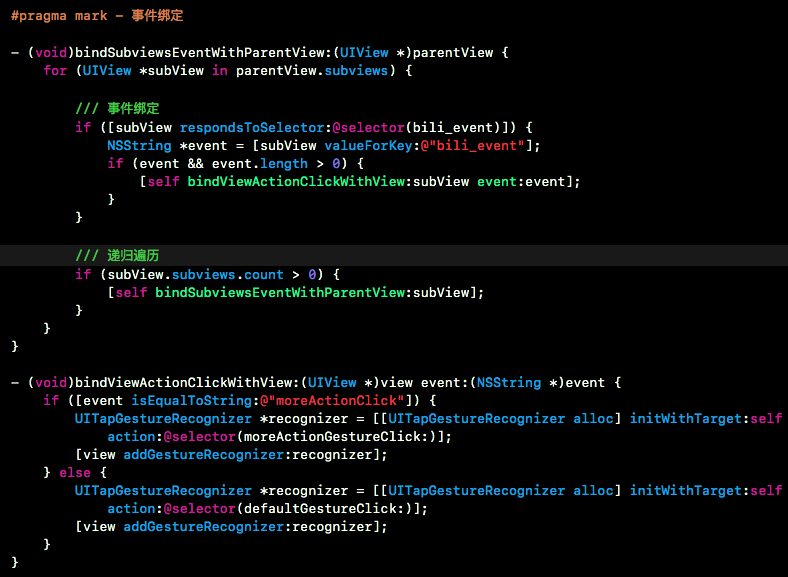 #pragma mark - 事件绑定
- (void)bindSubviewsEventWithParentView:(UIView *)parentView {
for (UIView *subView in parentView.subviews) {
/// 事件绑定
if ([subView respondsToSelector:@selector(bili_event)]) {
NSString *event = [subView valueForKey:@"bili_event"];
if (event && event.length > 0) {
[self bindViewActionClickWithView:subView event:event];
}
}
/// 递归遍历
if (subView.subviews.count > 0) {
[self bindSubviewsEventWithParentView:subView];
}
}
}
- (void)bindViewActionClickWithView:(UIView *)view event:(NSString *)event {
if ([event isEqualToString:@"moreActionClick"]) {
UITapGestureRecognizer *recognizer = [[UITapGestureRecognizer alloc] initWithTarget:self
action:@selector(moreActionGestureClick:)];
[view addGestureRecognizer:recognizer];
} else {
UITapGestureRecognizer *recognizer = [[UITapGestureRecognizer alloc] initWithTarget:self
action:@selector(defaultGestureClick:)];
[view addGestureRecognizer:recognizer];
}
}